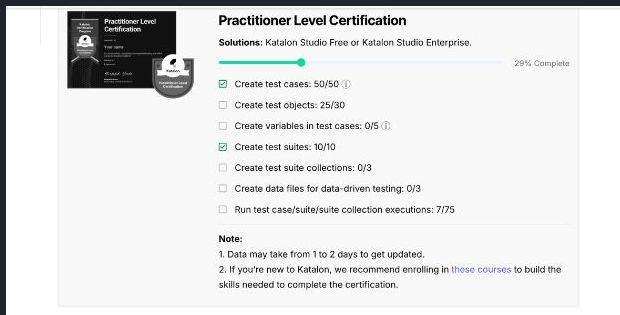 Practitioner Level
Certification
Katalon
Practitioner Level
Certification
Practitioner Level Certification
Solutions: Katalon Studio Free or Katalon Studio Enterprise.
29% Complete
Create test cases: 50/50 ⓘ
Create test objects: 25/30
Create variables in test cases: 0/5 ⓘ
Create test suites: 10/10
Create test suite collections: 0/3
Create data files for data-driven testing: 0/3
Run test case/suite/suite collection executions: 7/75
Note:
1. Data may take from 1 to 2 days to get updated.
2. If you're new to Katalon, we recommend enrolling in these courses to build the
skills needed to complete the certification.